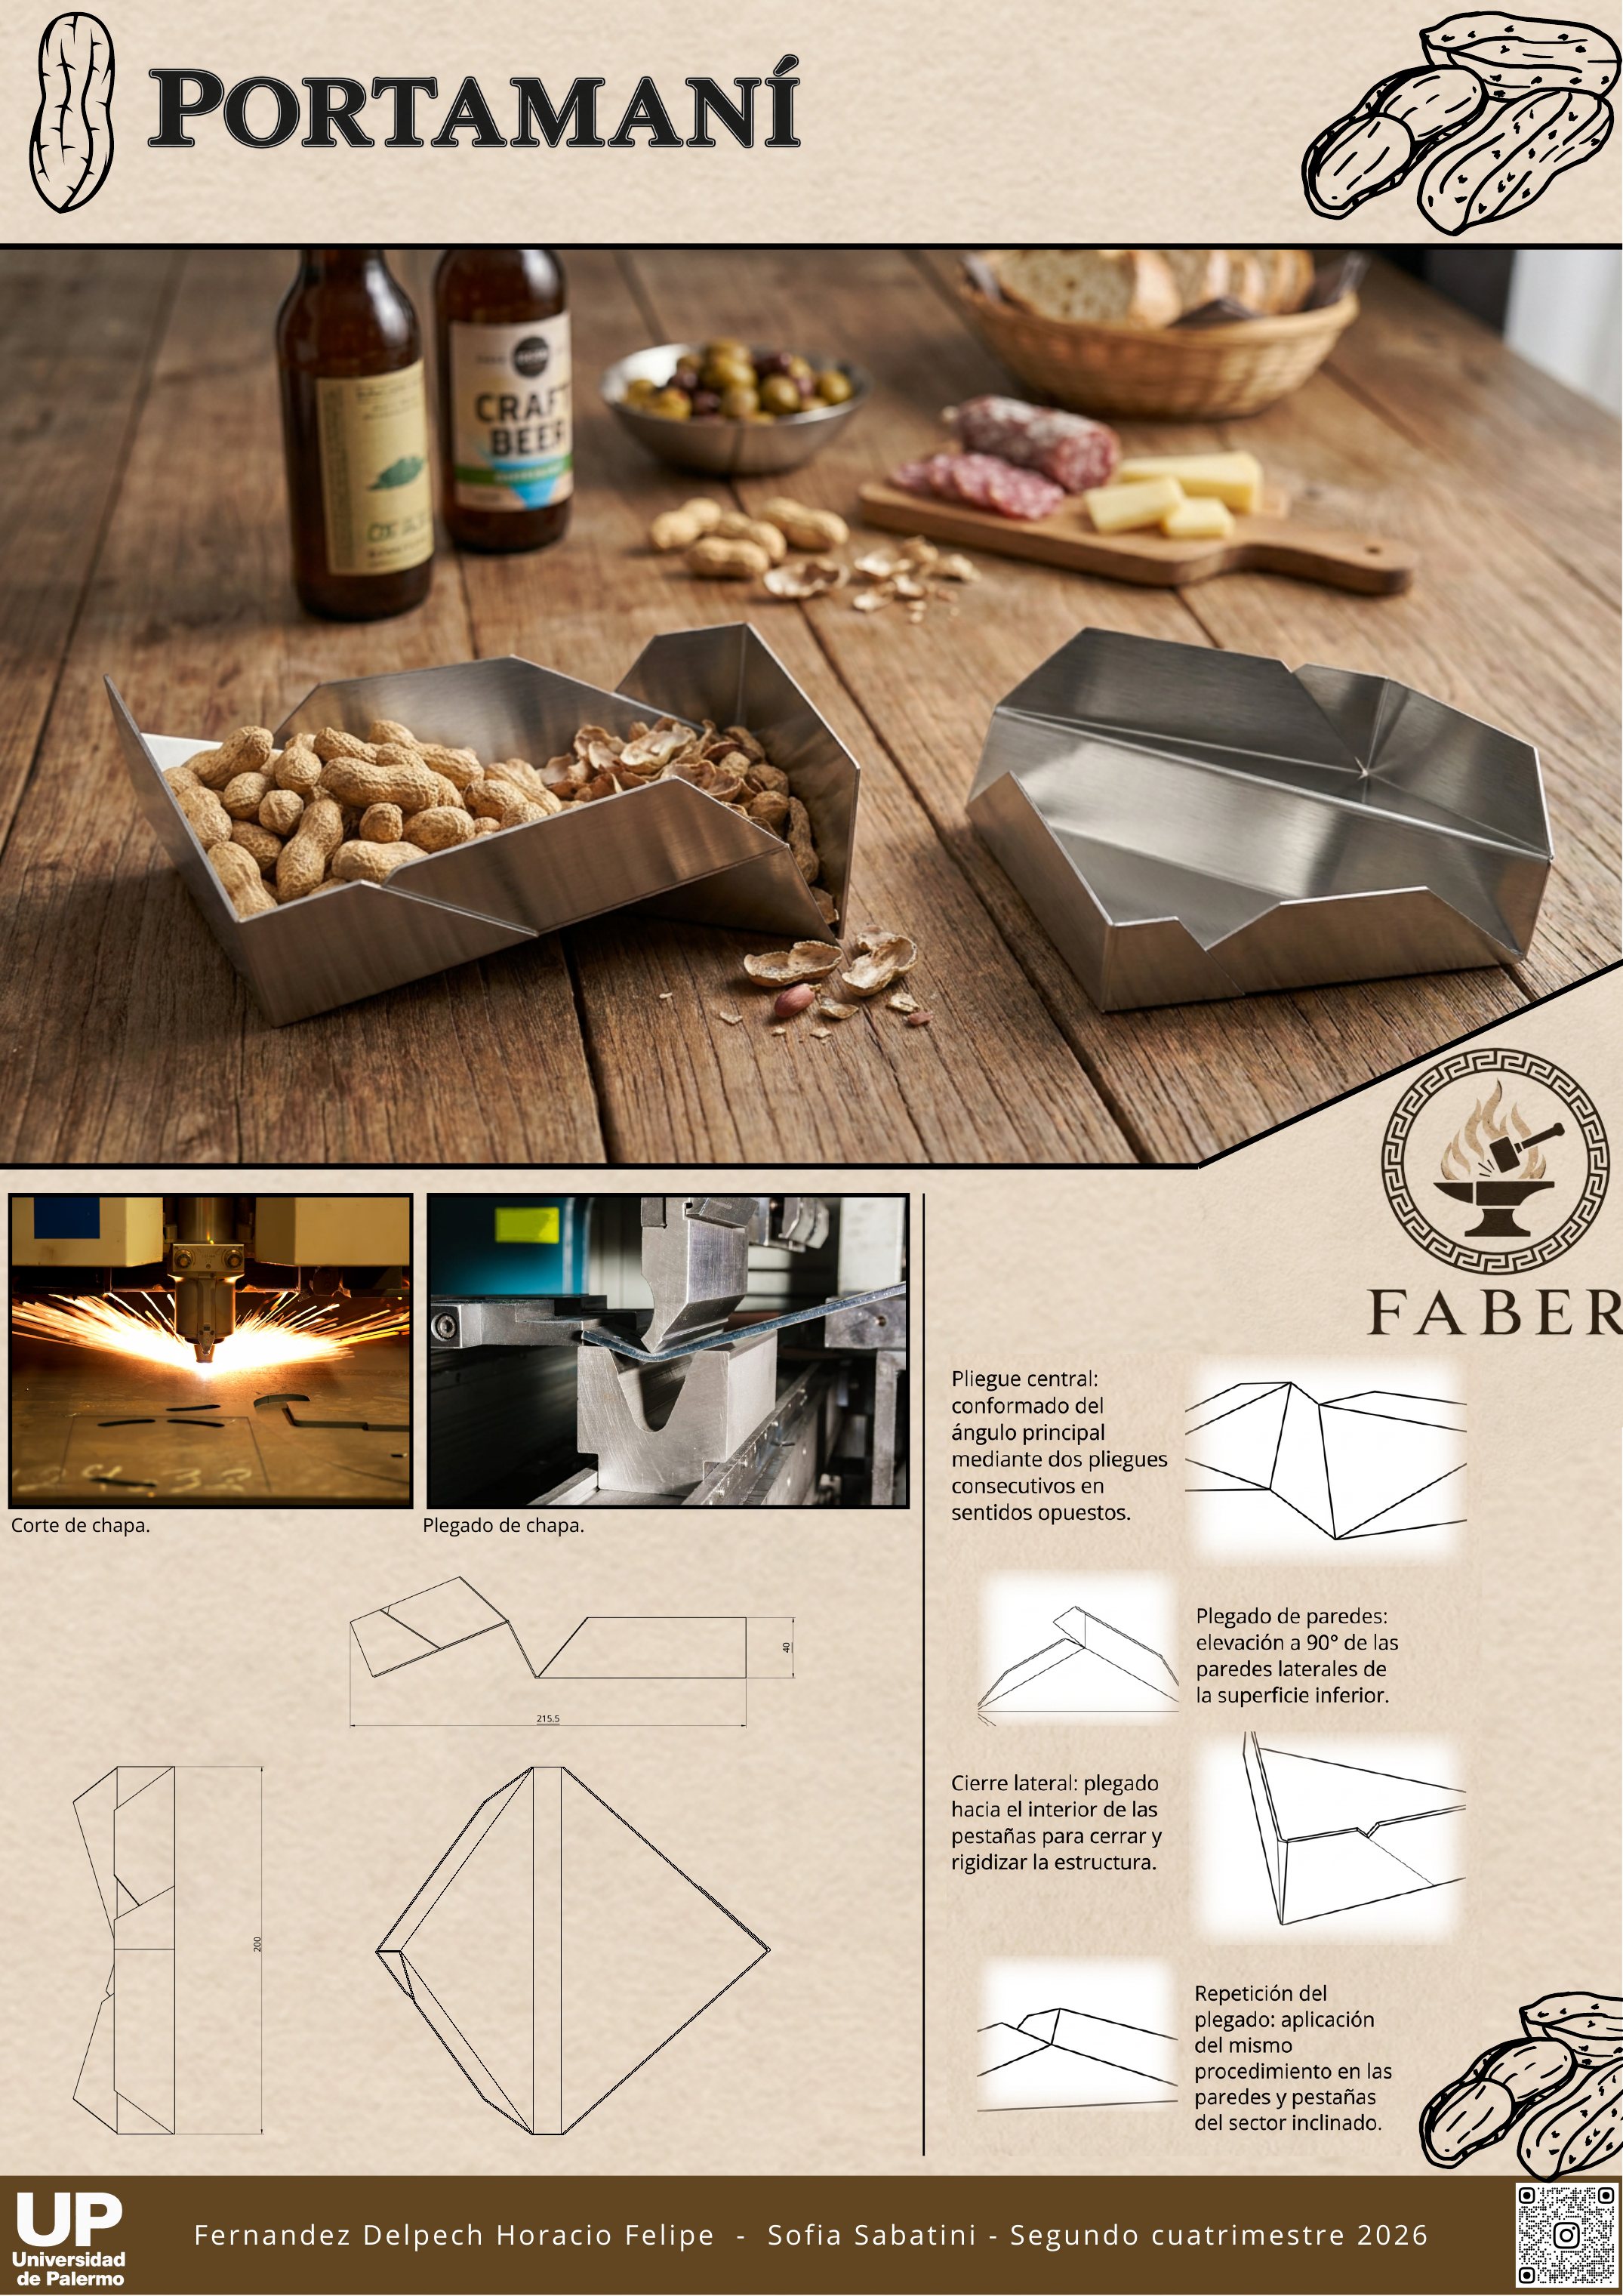 PORTAMANÍ
CRAFT
BEER
FABER
Corte de chapa.
Plegado de chapa.
Pliegue central:
conformado del
ángulo principal
mediante dos pliegues
consecutivos en
sentidos opuestos.
Plegado de paredes:
elevación a 90° de las
paredes laterales de
la superficie inferior.
Cierre lateral: plegado
hacia el interior de las
pestañas para cerrar y
rigidizar la estructura.
Repetición del
plegado: aplicación
del mismo
procedimiento en las
paredes y pestañas
del sector inclinado.
40
215.5
200
UP
Universidad
de Palermo
Fernandez Delpech Horacio Felipe - Sofia Sabatini - Segundo cuatrimestre 2026